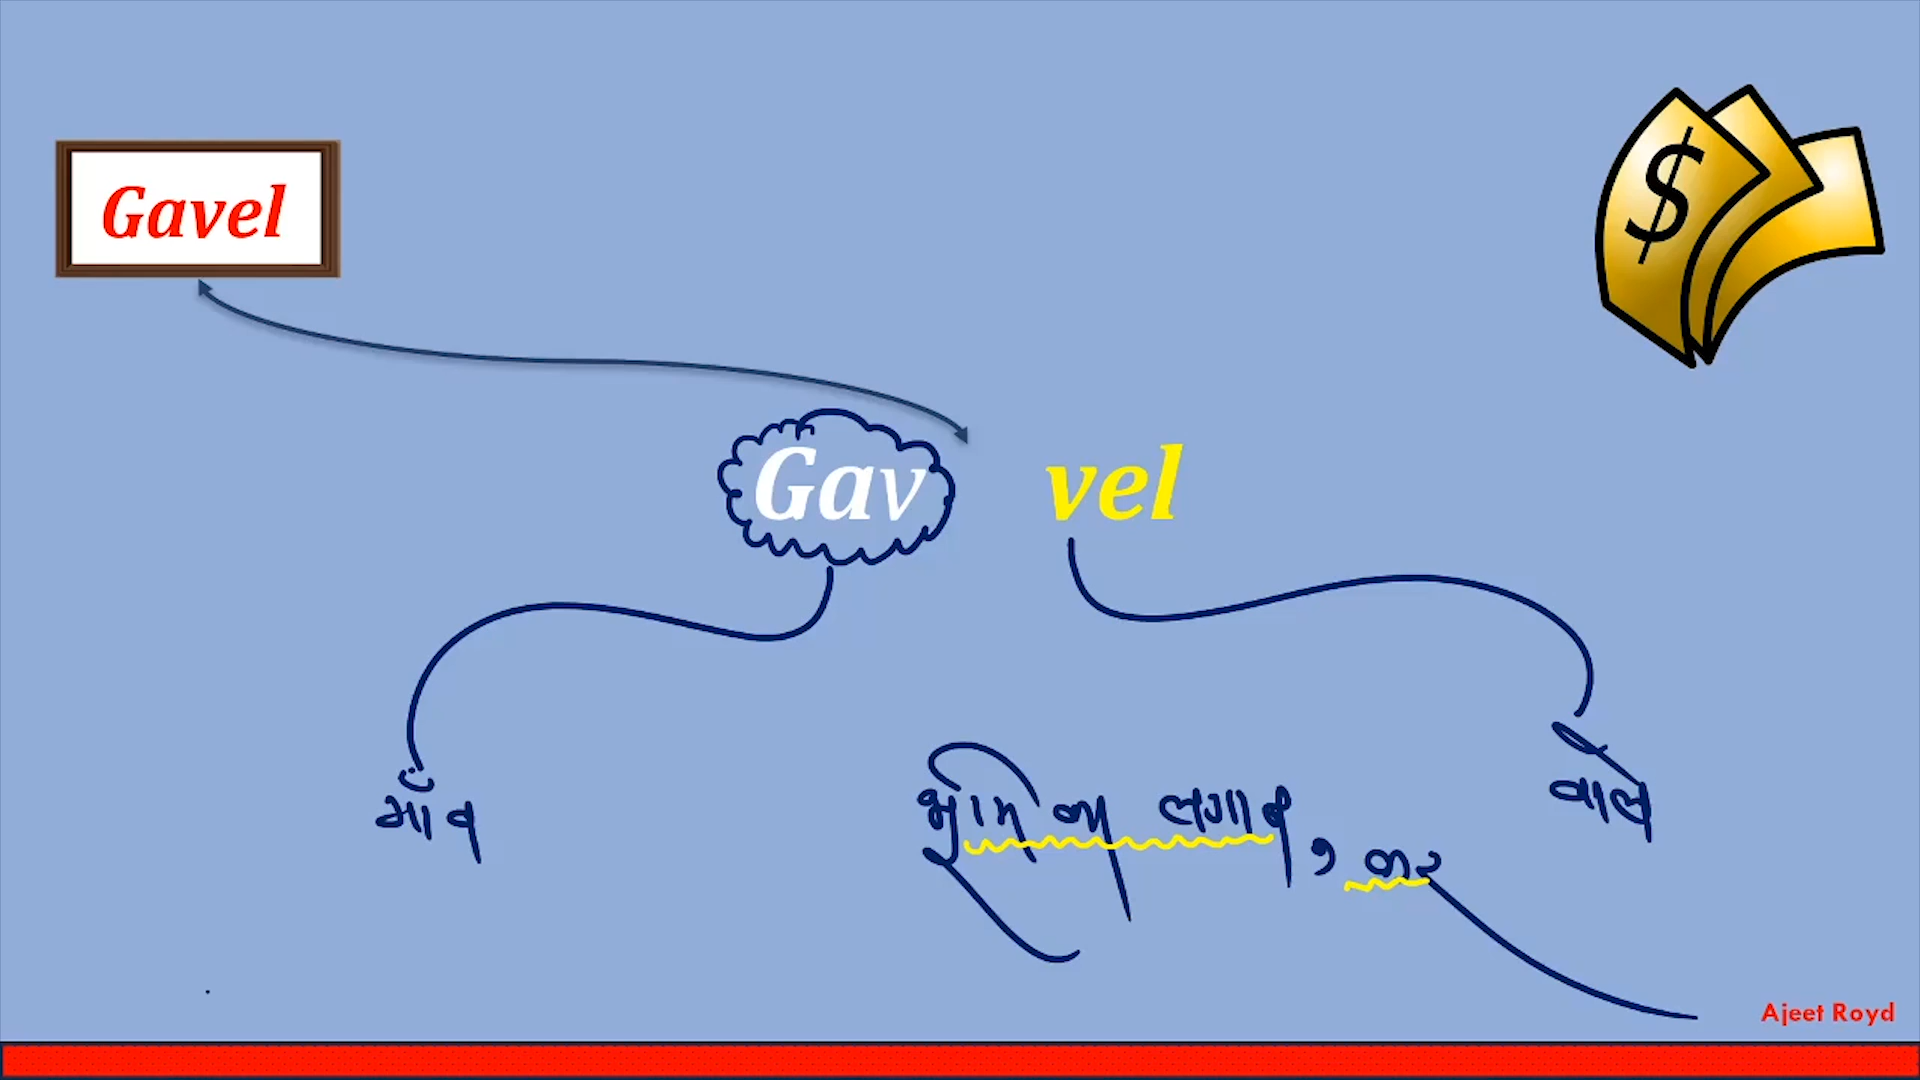 Gavel
$
Gav vel
गाँव
भूमि का लगान, कर
वाले
Ajeet Royd